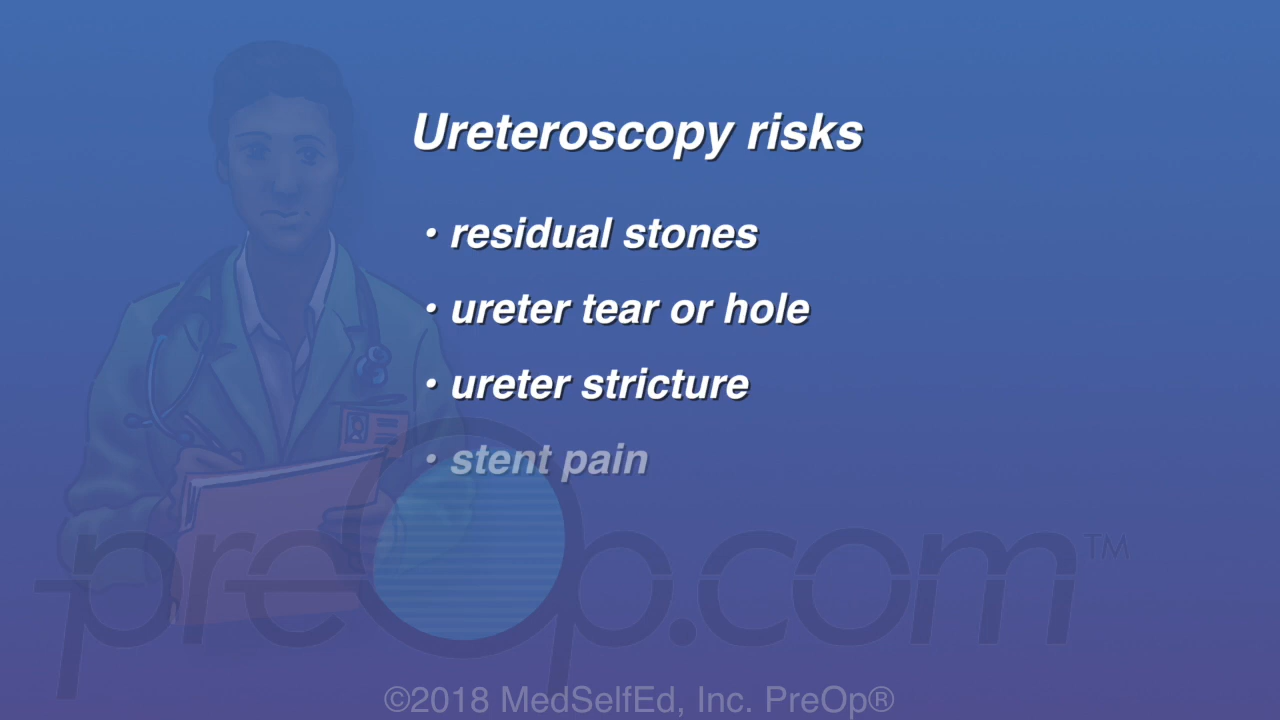 Ureteroscopy risks
• residual stones
• ureter tear or hole
• ureter stricture
• stent pain
preOp.com™
©2018 MedSelfEd, Inc. PreOp®